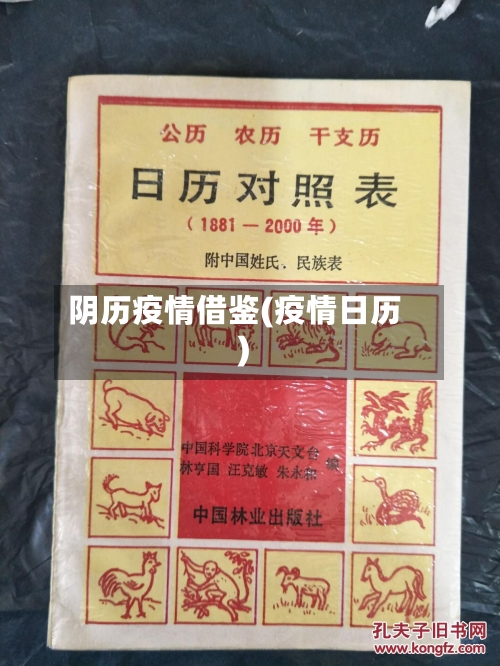 公历 农历 干支历
日历对照表
(1881—2000年)
附中国姓氏、民族表
阴历疫情借鉴(疫情日历
)
中国科学院北京天文台
林亨国 汪克敏 朱永和 编
中国林业出版社
孔夫子旧书网
www.kongfz.com